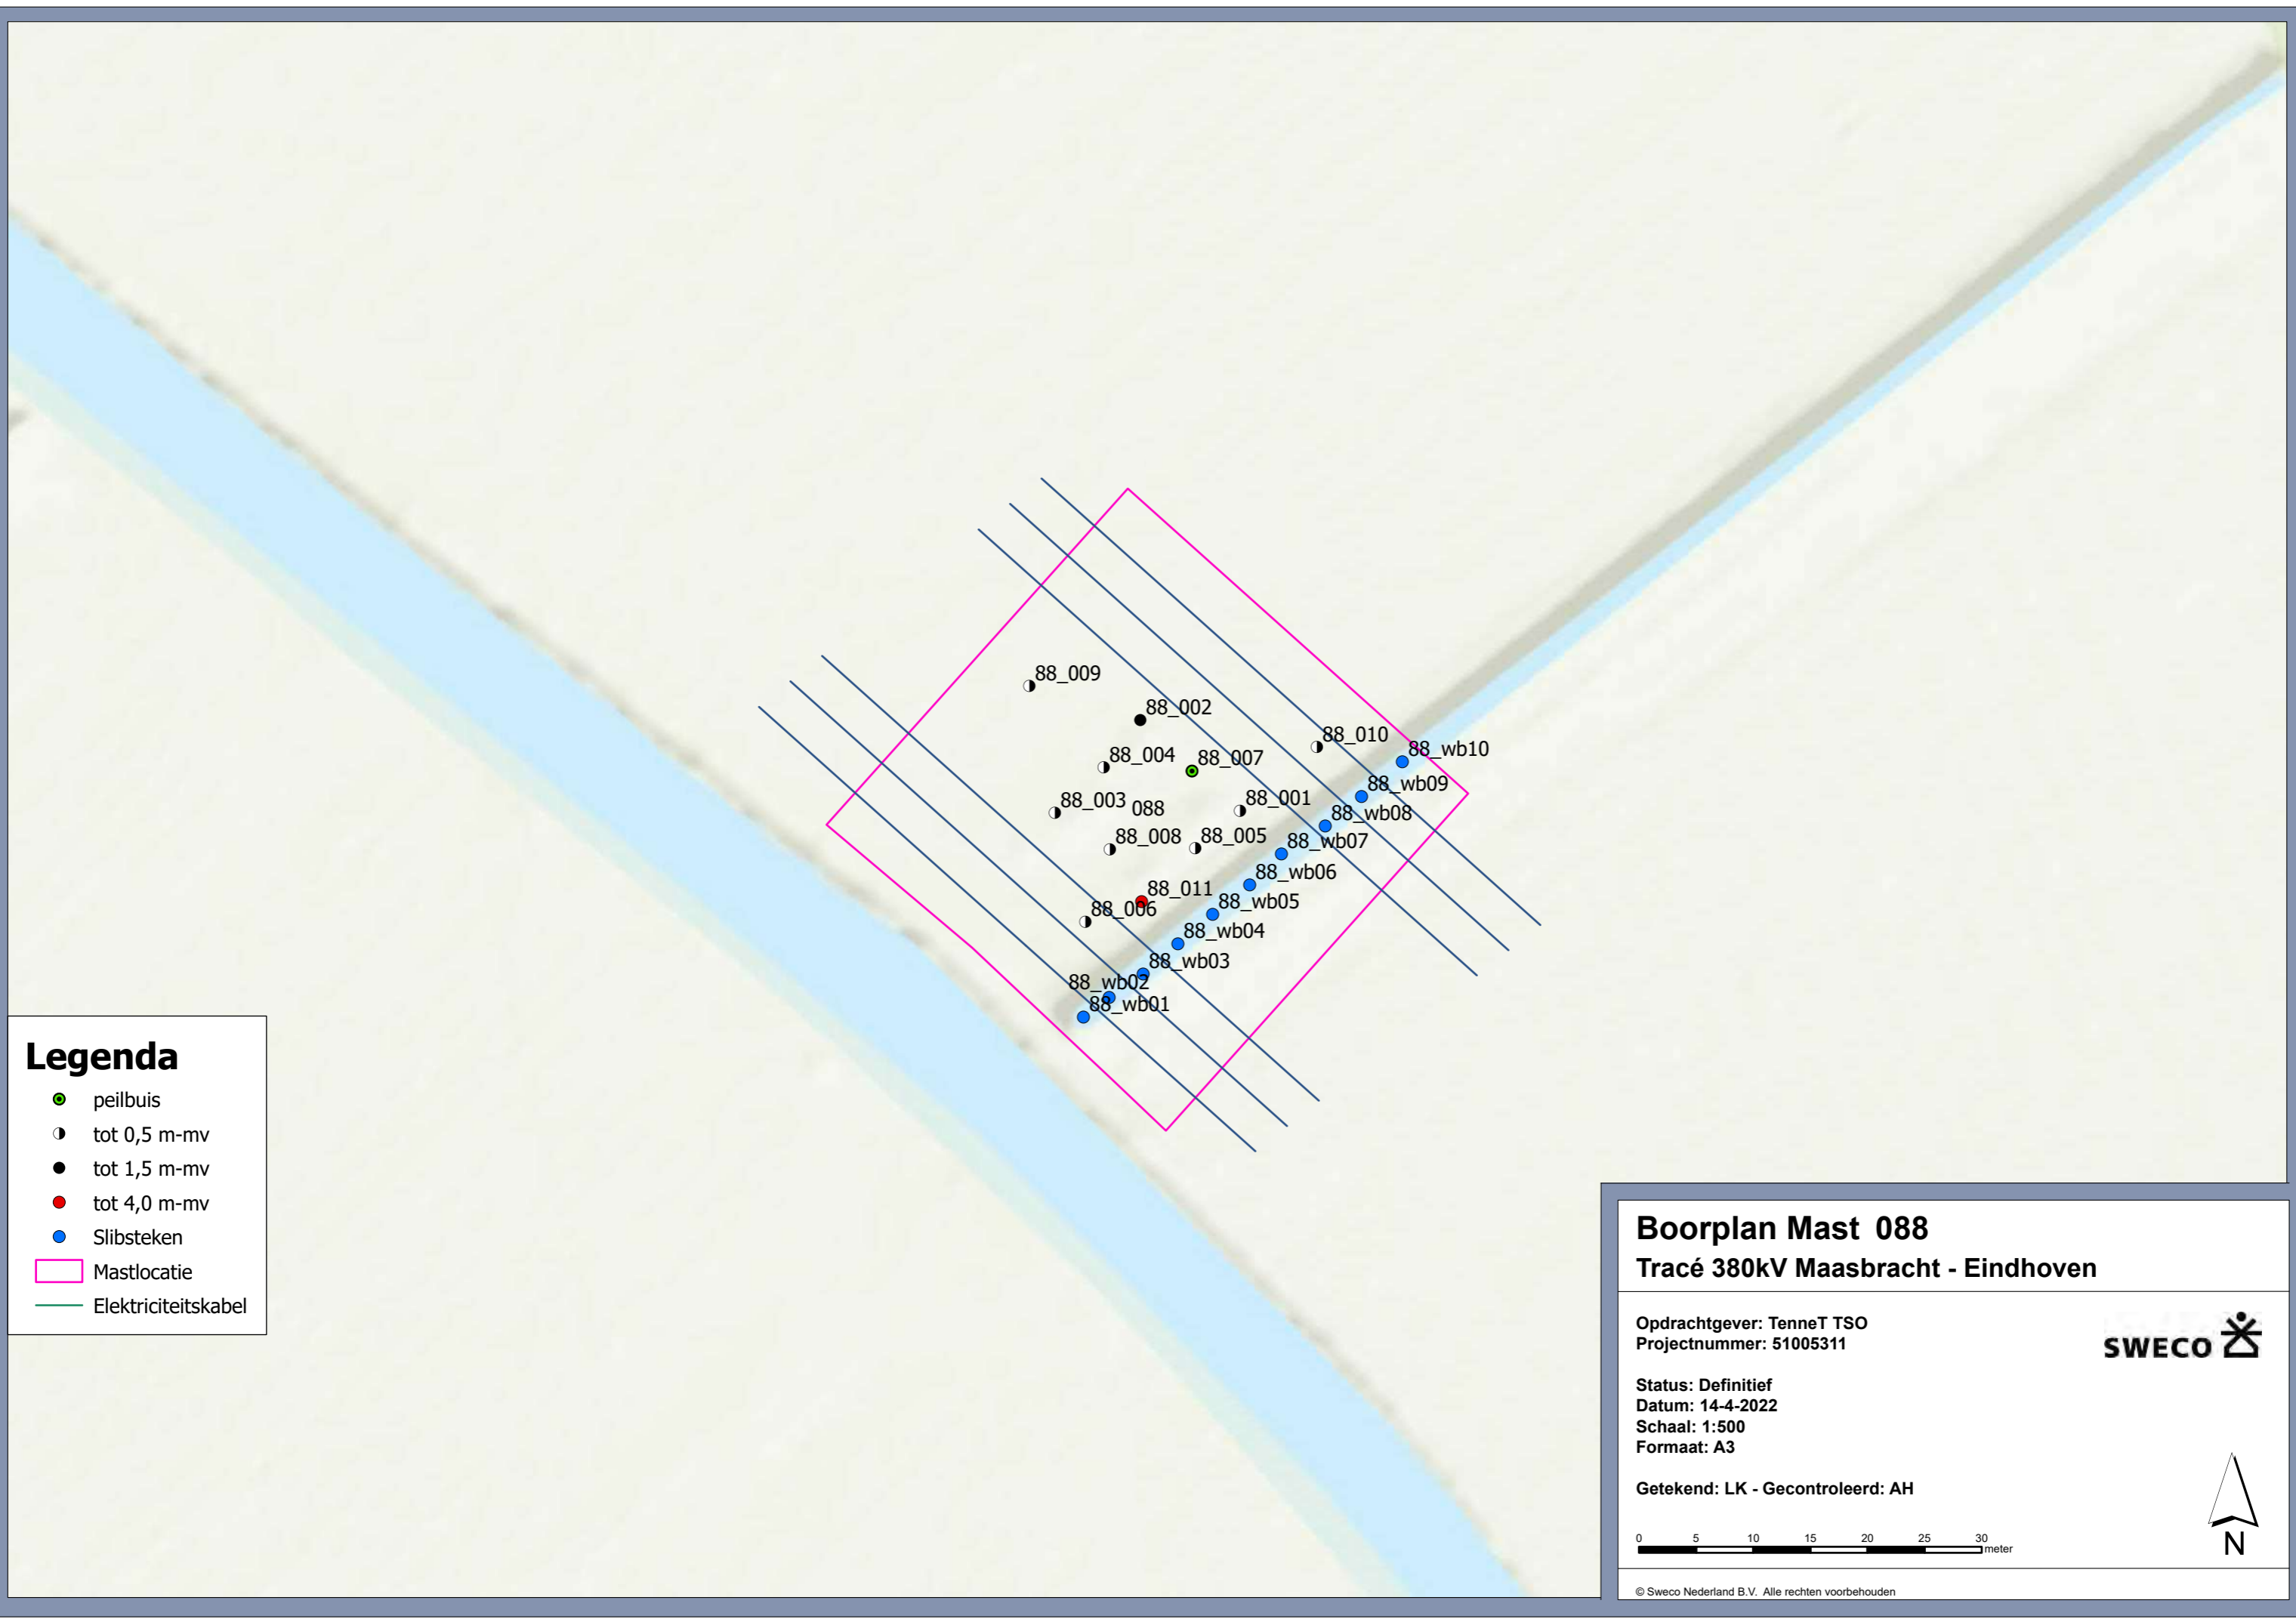 88_009
88_002
88_010
88_004
88_007
88_wb10
88_wb09
88_003
088
88_001
88_wb08
88_008
88_005
88_wb07
88_wb06
88_011
88_wb05
88_006
88_wb04
88_wb03
88_wb02
88_wb01
Legenda
peilbuis
tot 0,5 m-mv
tot 1,5 m-mv
tot 4,0 m-mv
Slibsteken
Mastlocatie
Elektriciteitskabel
Boorplan Mast 088
Tracé 380kV Maasbracht - Eindhoven
Opdrachtgever: TenneT TSO
Projectnummer: 51005311
SWECO
Status: Definitief
Datum: 14-4-2022
Schaal: 1:500
Formaat: A3
Getekend: LK - Gecontroleerd: AH
0 5 10 15 20 25 30
meter
N
© Sweco Nederland B.V. Alle rechten voorbehouden